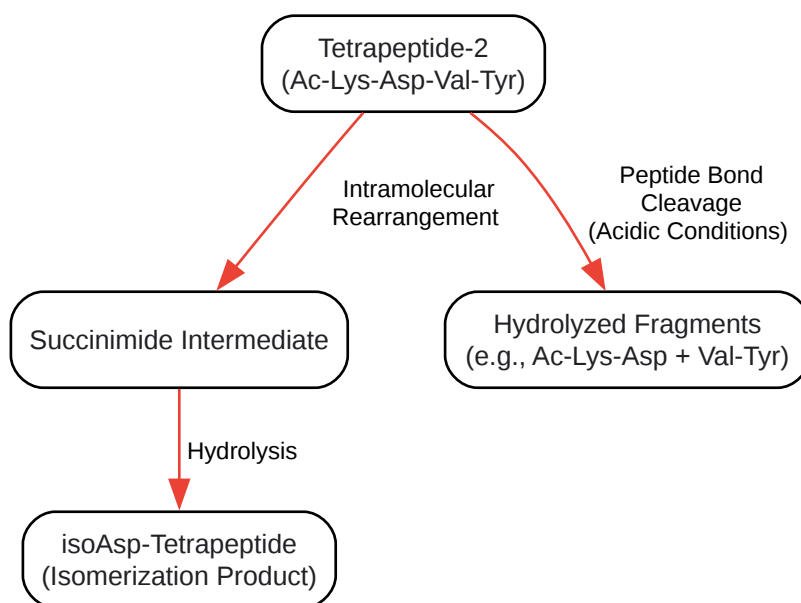 Tetrapeptide-2
(Ac-Lys-Asp-Val-Tyr)
Intramolecular
Rearrangement
Peptide Bond
Cleavage
(Acidic Conditions)
Succinimide Intermediate
Hydrolyzed Fragments
(e.g., Ac-Lys-Asp + Val-Tyr)
Hydrolysis
isoAsp-Tetrapeptide
(Isomerization Product)